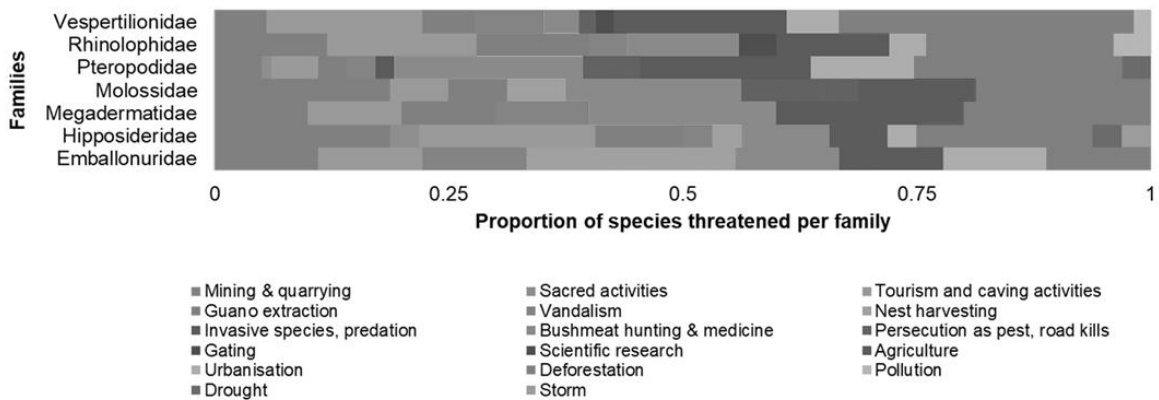 Families
Vespertilionidae
Rhinolophidae
Pteropodidae
Molossidae
Megadermatidae
Hipposideridae
Emballonuridae
0 0.25 0.5 0.75 1
Proportion of species threatened per family
Mining & quarrying Sacred activities Tourism and caving activities
Guano extraction Vandalism Nest harvesting
Invasive species, predation Bushmeat hunting & medicine Persecution as pest, road kills
Gating Scientific research Agriculture
Urbanisation Deforestation Pollution
Drought Storm